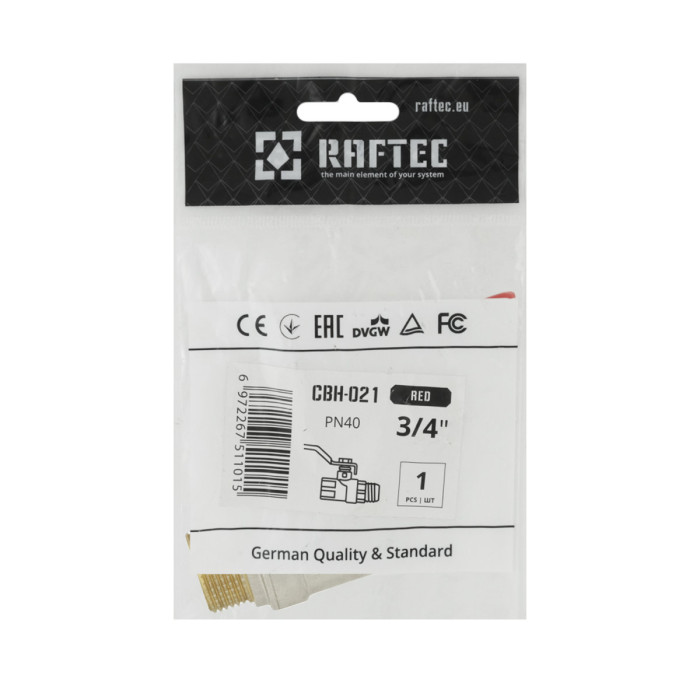 raftec.eu
RAFTEC
the main element of your system
CE EAC DVGW FC
CBH-021 RED
PN40 3/4"
6 972267 511015
1
PCS | ШТ
German Quality & Standard